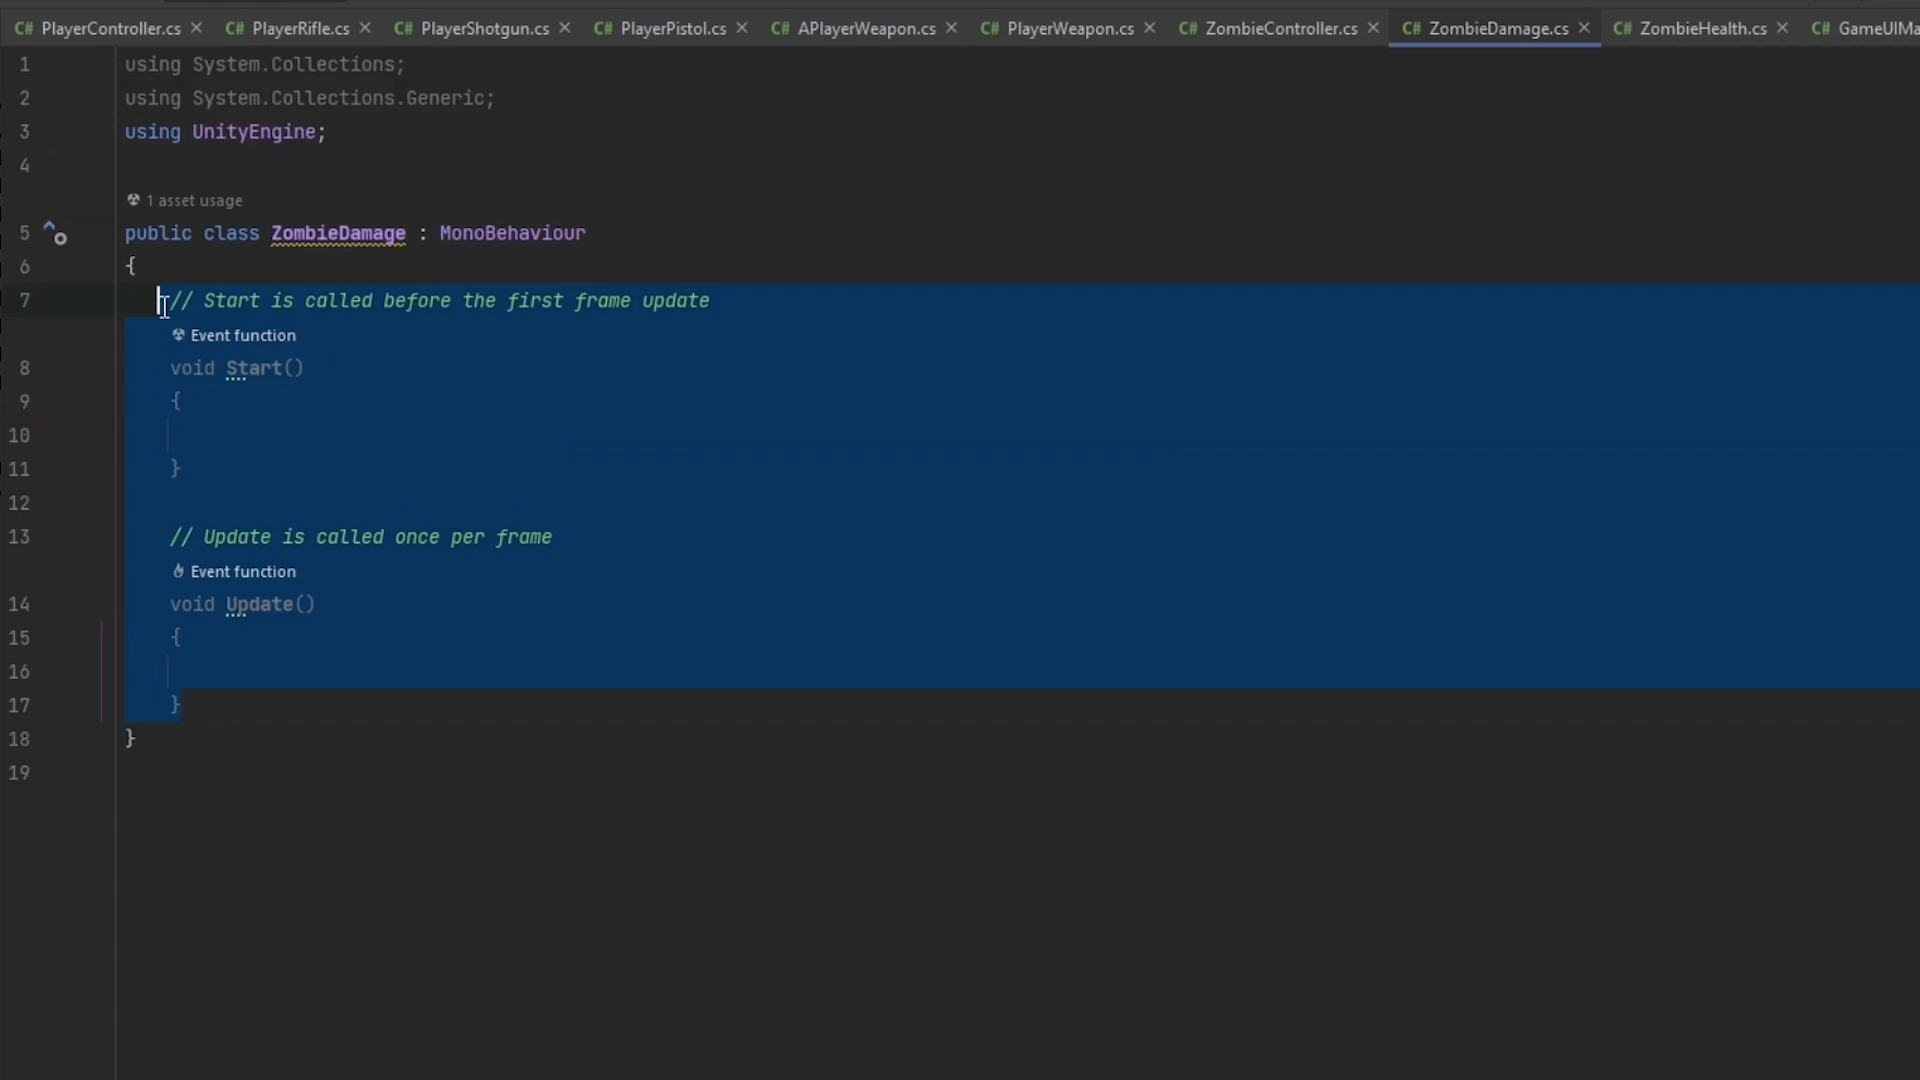 C# PlayerController.cs × C# PlayerRifle.cs × C# PlayerShotgun.cs × C# PlayerPistol.cs × C# APlayerWeapon.cs × C# PlayerWeapon.cs × C# ZombieController.cs × C# ZombieDamage.cs × C# ZombieHealth.cs × C# GameUIMa
1 using System.Collections;
2 using System.Collections.Generic;
3 using UnityEngine;
4
1 asset usage
5 public class ZombieDamage : MonoBehaviour
6 {
7 // Start is called before the first frame update
Event function
8 void Start()
9 {
10
11 }
12
13 // Update is called once per frame
Event function
14 void Update()
15 {
16
17 }
18 }
19